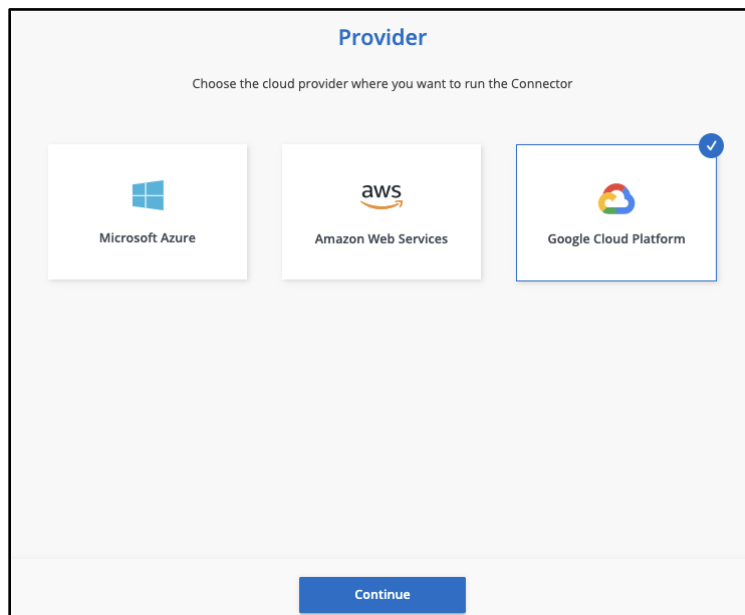 Provider
Choose the cloud provider where you want to run the Connector
Microsoft Azure
aws
Amazon Web Services
Google Cloud Platform
Continue